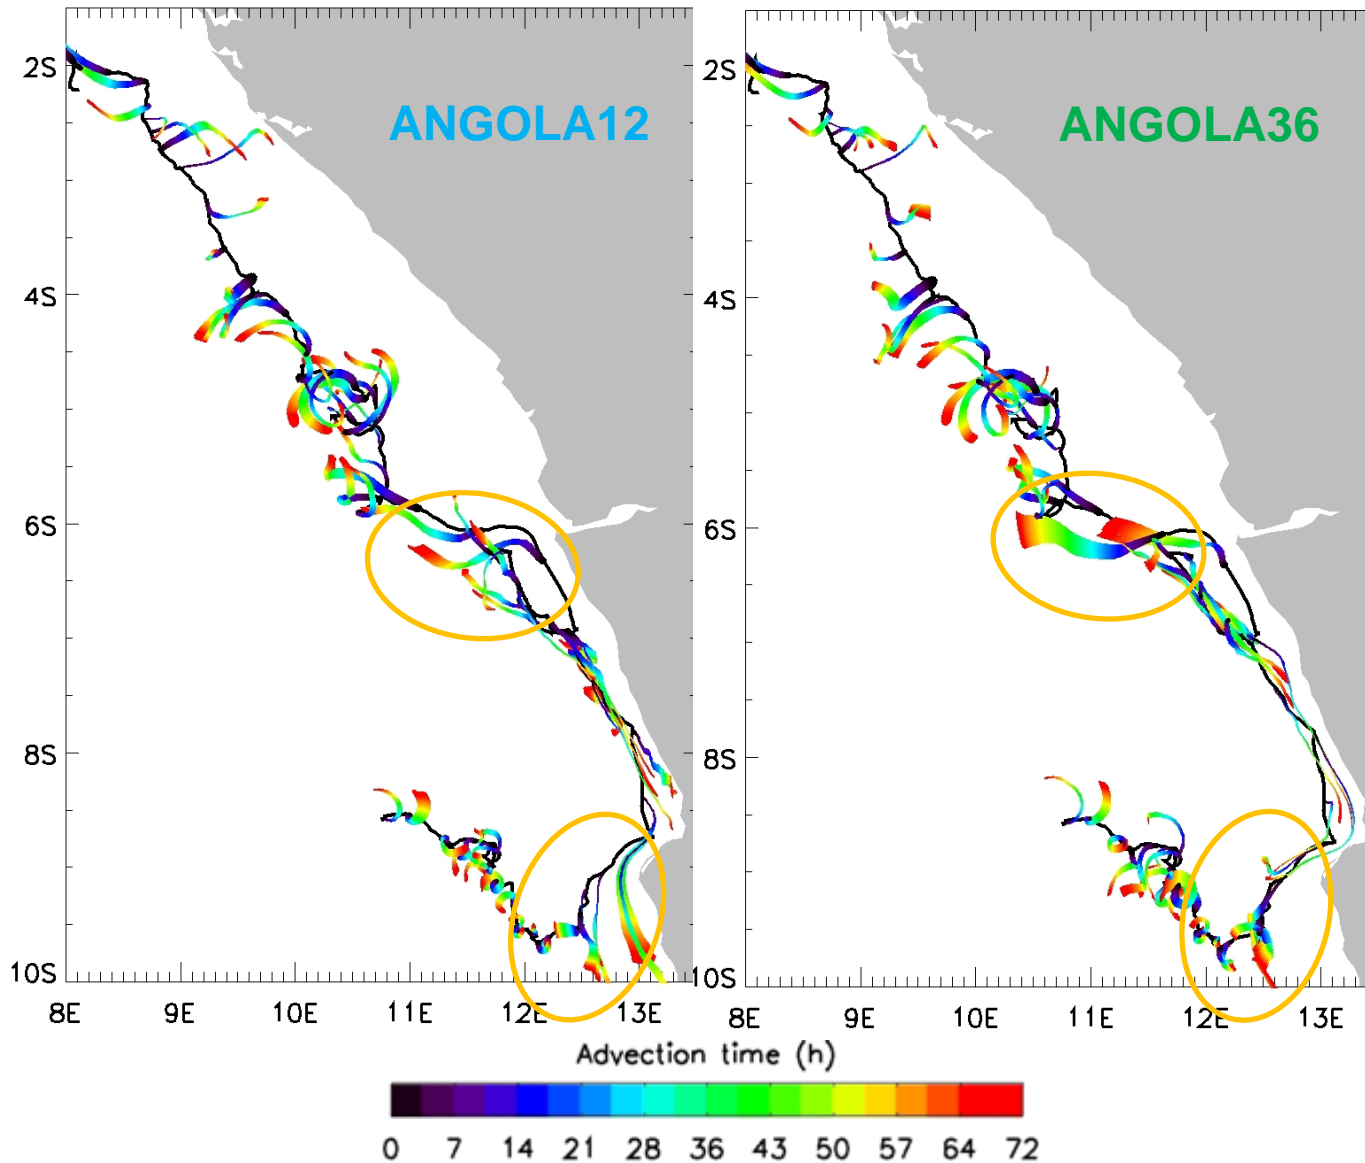 2S
2S
ANGOLA12
ANGOLA36
4S
4S
6S
6S
8S
8S
10S
10S
8E 9E 10E 11E 12E 13E
8E 9E 10E 11E 12E 13E
Advection time (h)
0 7 14 21 28 36 43 50 57 64 72